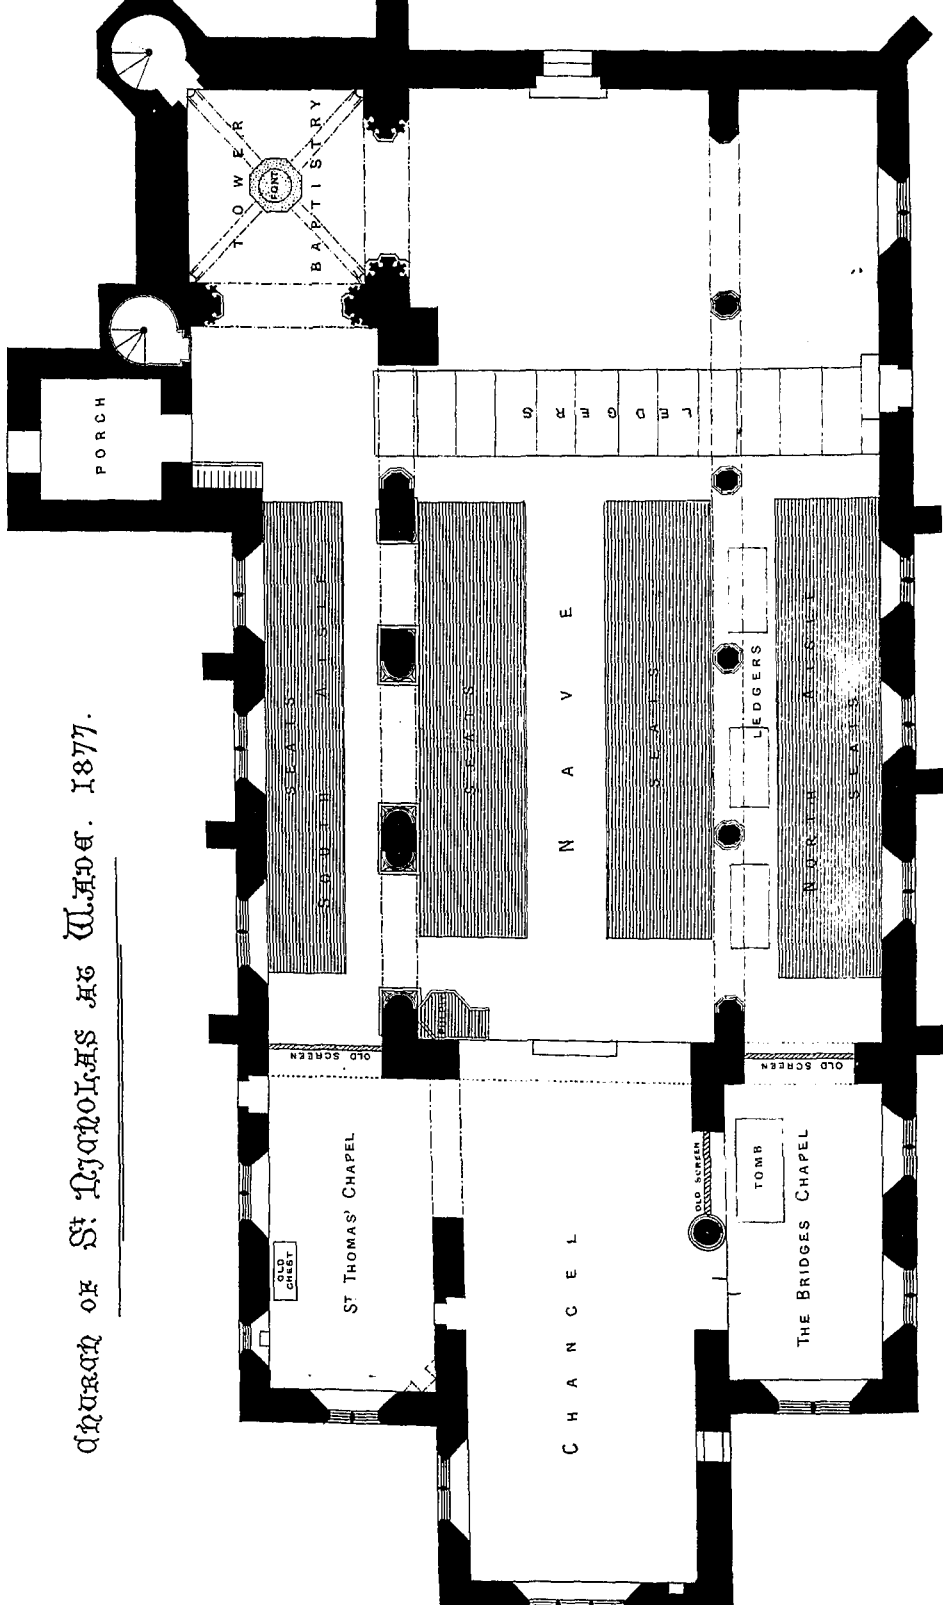 Church of St. Nicholas at Wade. 1877.
TOWER
BAPTISTRY
FONT
PORCH
LEDGERS
SEATS
SOUTH AISLE
SEATS
NAVE
SEATS
LEDGERS
NORTH AISLE
SEATS
PULPIT
OLD SCREEN
OLD SCREEN
OLD SCREEN
ST THOMAS' CHAPEL
OLD
CHEST
CHANCEL
TOMB
THE BRIDGES CHAPEL